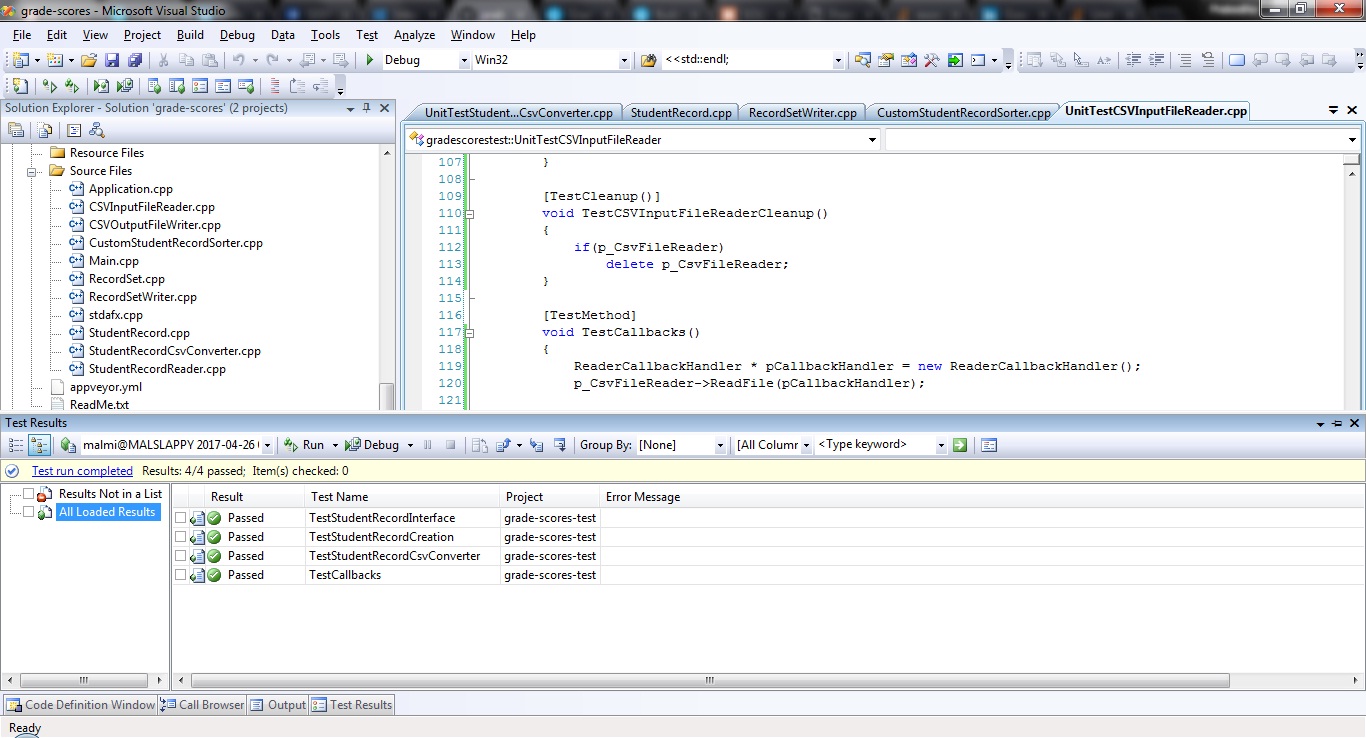 grade-scores - Microsoft Visual Studio
File Edit View Project Build Debug Data Tools Test Analyze Window Help
Debug Win32 <<std::endl;
Solution Explorer - Solution 'grade-scores' (2 projects)
UnitTestStudent...CsvConverter.cpp StudentRecord.cpp RecordSetWriter.cpp CustomStudentRecordSorter.cpp UnitTestCSVInputFileReader.cpp
gradescorestest::UnitTestCSVInputFileReader
Resource Files
Source Files
Application.cpp
CSVInputFileReader.cpp
CSVOutputFileWriter.cpp
CustomStudentRecordSorter.cpp
Main.cpp
RecordSet.cpp
RecordSetWriter.cpp
stdafx.cpp
StudentRecord.cpp
StudentRecordCsvConverter.cpp
StudentRecordReader.cpp
appveyor.yml
ReadMe.txt
107 }
108
109 [TestCleanup()]
110 void TestCSVInputFileReaderCleanup()
111 {
112 if(p_CsvFileReader)
113 delete p_CsvFileReader;
114 }
115
116 [TestMethod]
117 void TestCallbacks()
118 {
119 ReaderCallbackHandler * pCallbackHandler = new ReaderCallbackHandler();
120 p_CsvFileReader->ReadFile(pCallbackHandler);
121
Test Results
malmi@MALSLAPPY 2017-04-26 Run Debug Group By: [None] [All Colum <Type keyword>
Test run completed Results: 4/4 passed; Item(s) checked: 0
Results Not in a List
All Loaded Results
Result Test Name Project Error Message
Passed TestStudentRecordInterface grade-scores-test
Passed TestStudentRecordCreation grade-scores-test
Passed TestStudentRecordCsvConverter grade-scores-test
Passed TestCallbacks grade-scores-test
Code Definition Window Call Browser Output Test Results
Ready